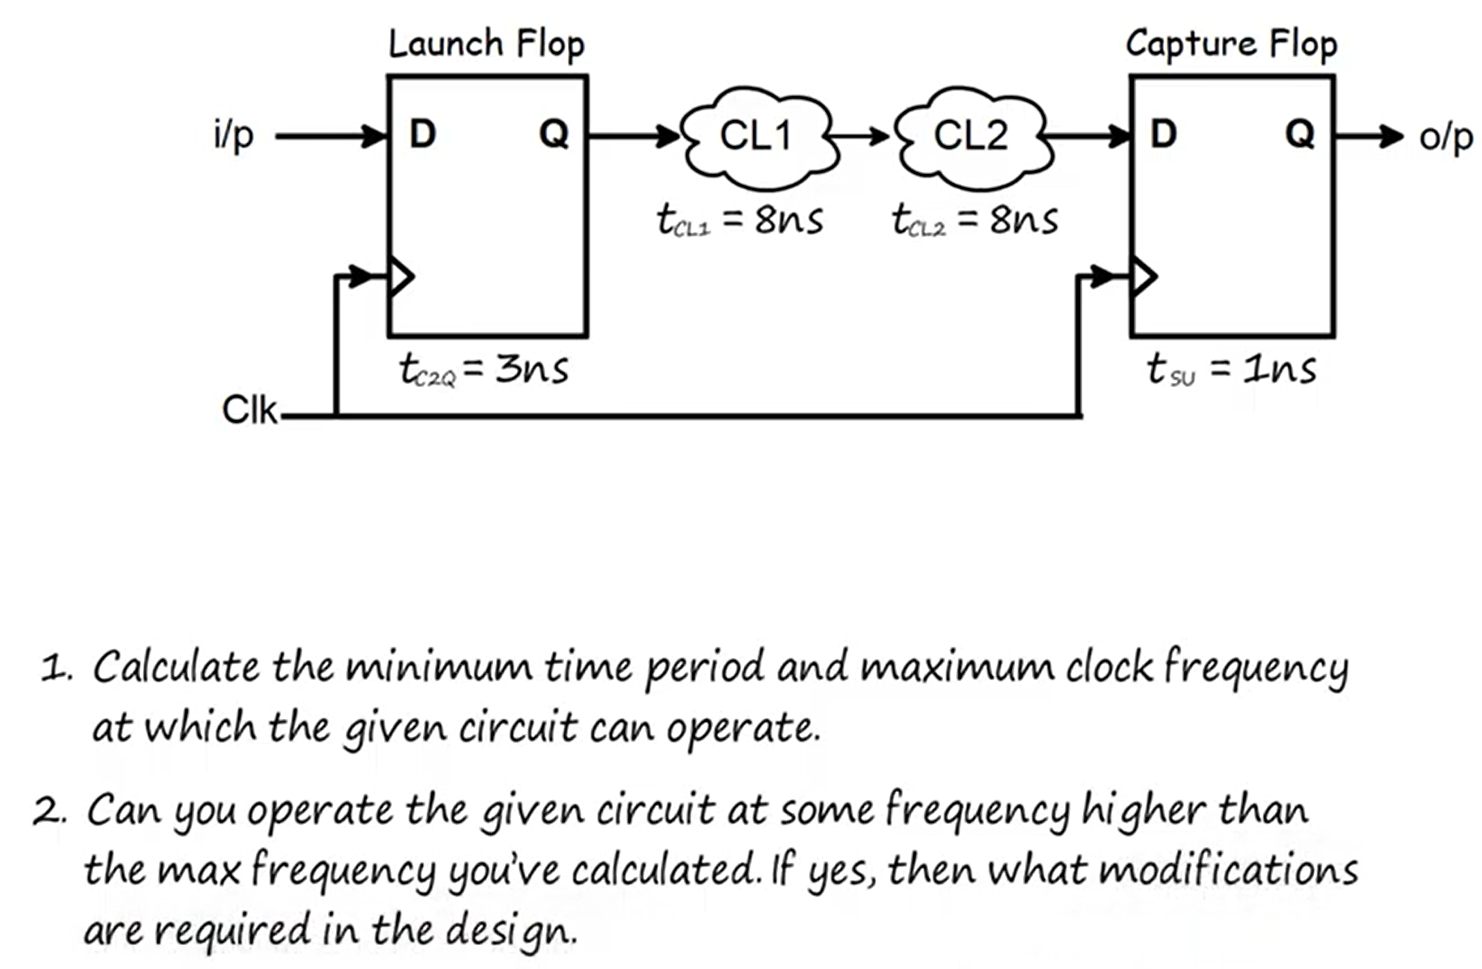 Launch Flop
Capture Flop
i/p
D
Q
CL1
CL2
D
Q
o/p
tCL1 = 8ns
tCL2 = 8ns
tC2Q = 3ns
tSU = 1ns
Clk
1. Calculate the minimum time period and maximum clock frequency
at which the given circuit can operate.
2. Can you operate the given circuit at some frequency higher than
the max frequency you've calculated. If yes, then what modifications
are required in the design.